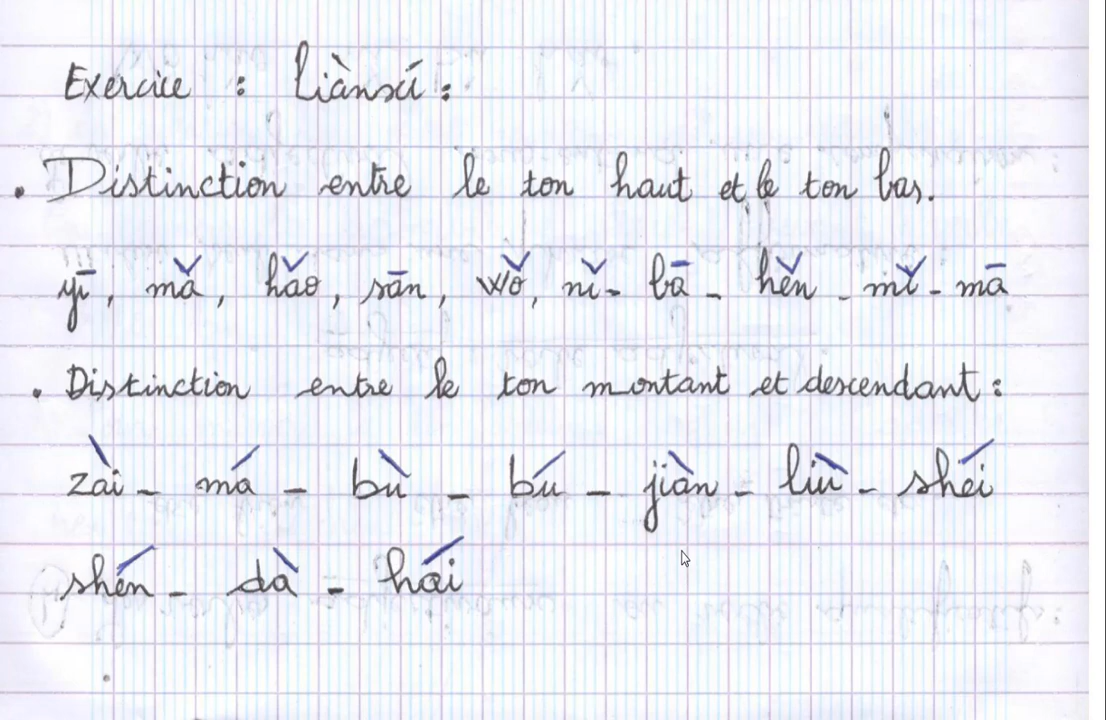 Exercice : Liànxí :
. Distinction entre le ton haut et le ton bas.
yī, mǎ, hǎo, sān, wǒ, nǐ - bā - hěn - mǐ - mā
. Distinction entre le ton montant et descendant :
zài - má - bù - bú - jiàn - liù - shéi
shén - dà - hái